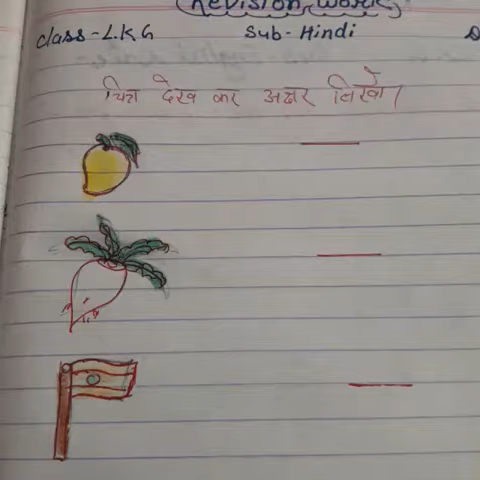 Revision Work
Class-L.K.G Sub-Hindi
चित्र देख कर अक्षर लिखो।